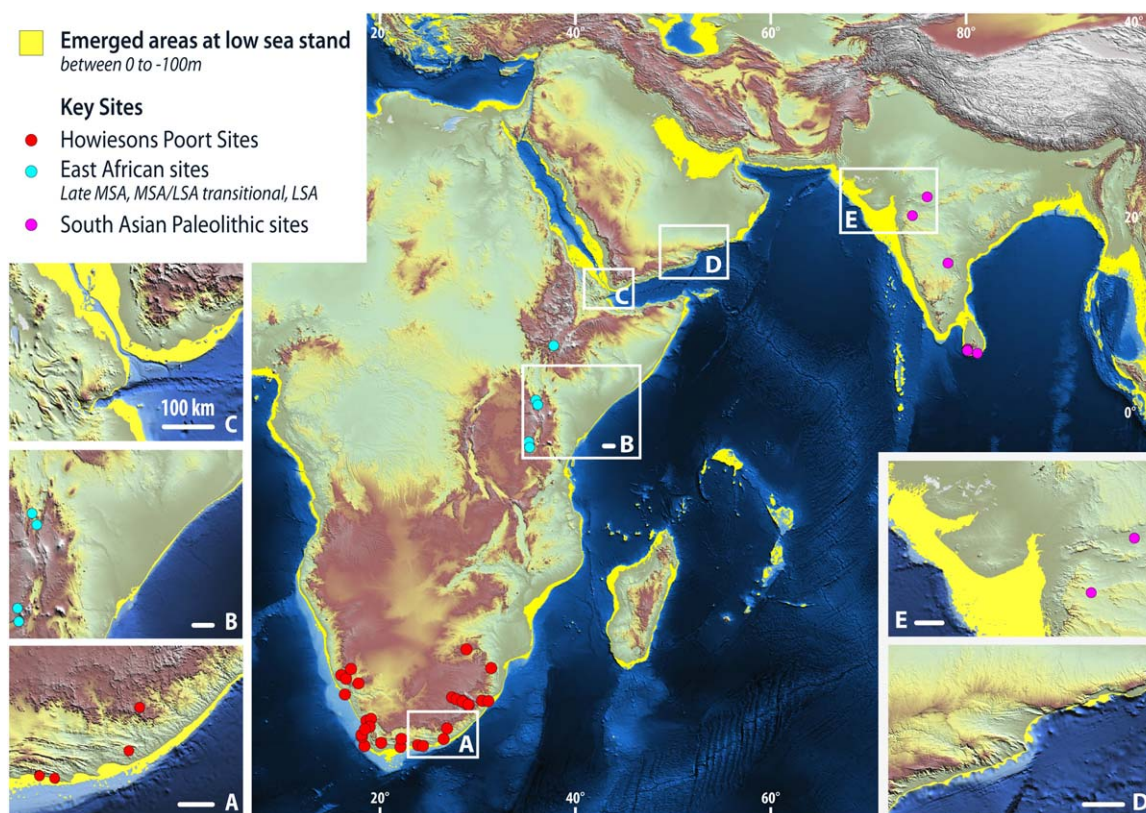 Emerged areas at low sea stand
between 0 to -100m
Key Sites
Howiesons Poort Sites
East African sites
Late MSA, MSA/LSA transitional, LSA
South Asian Paleolithic sites
40°
60°
80°
40°
20°
0°
20°
40°
60°
A
B
C
D
E
100 km
C
B
A
E
D